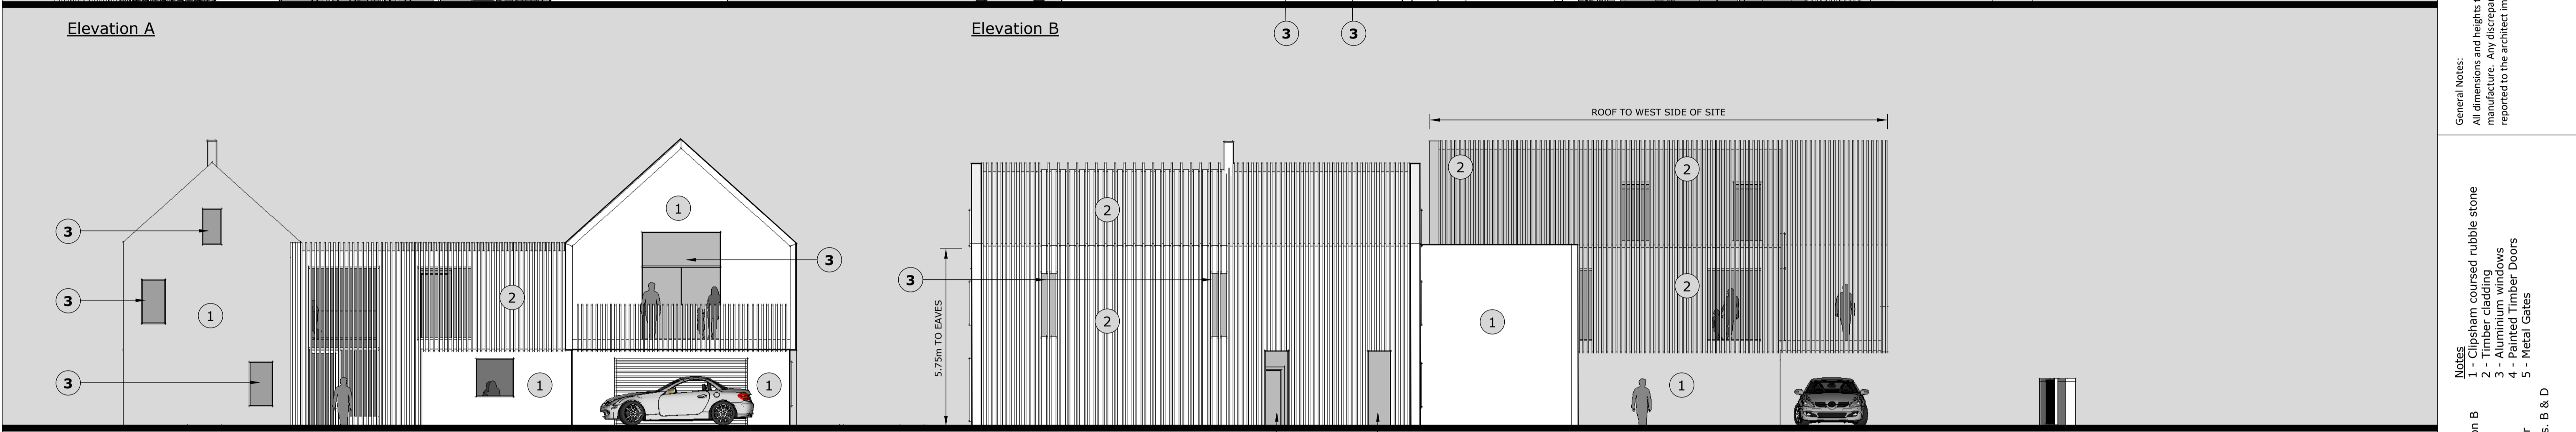 Elevation A
Elevation B
3
3
ROOF TO WEST SIDE OF SITE
3
3
3
1
1
3
2
1
1
3
2
2
5.75m TO EAVES
2
2
2
1
1
General Notes:
All dimensions and heights
manufacture. Any discrepar
reported to the architect im
Notes
1 - Clipsham coursed rubble stone
2 - Timber cladding
3 - Aluminium windows
4 - Painted Timber Doors
5 - Metal Gates
on B
r
s. B & D